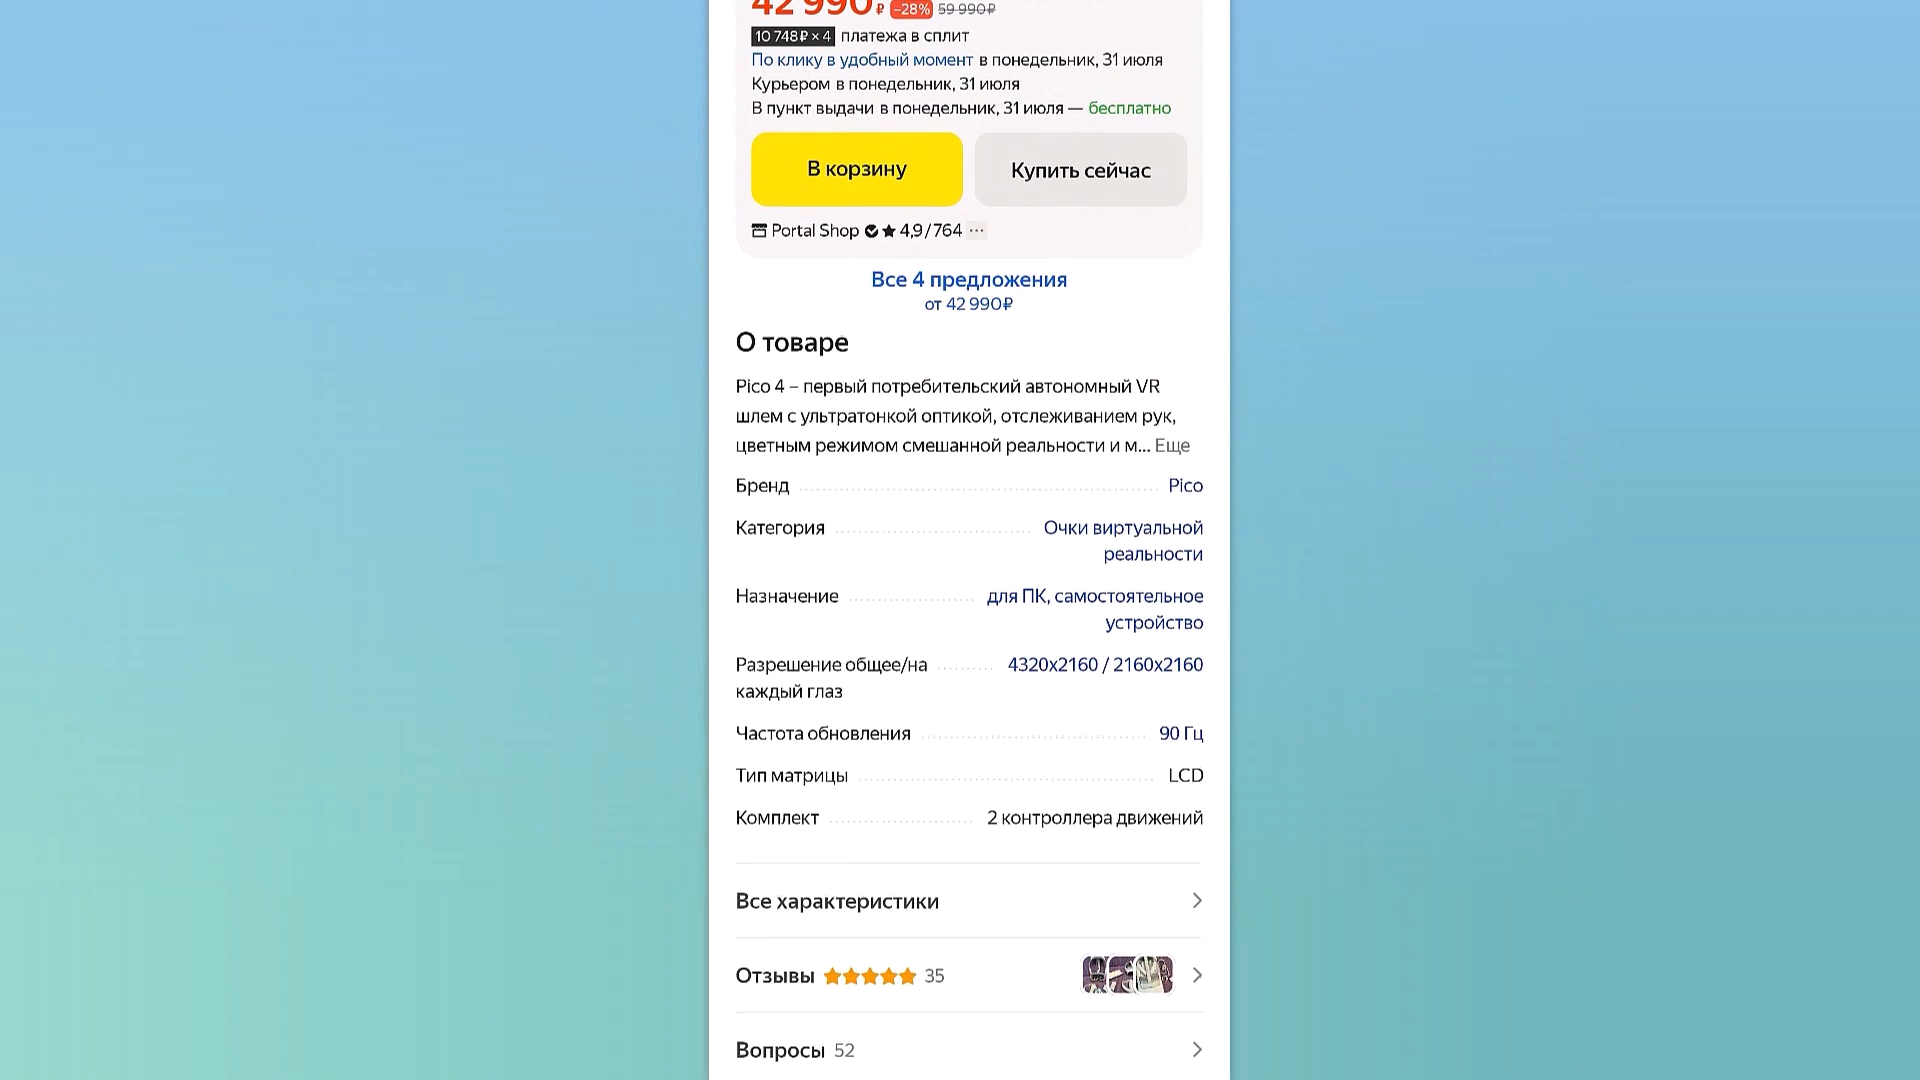 42 990 ₽ –28% 59 990 ₽
10 748 ₽ × 4 платежа в сплит
По клику в удобный момент в понедельник, 31 июля
Курьером в понедельник, 31 июля
В пункт выдачи в понедельник, 31 июля — бесплатно
В корзину
Купить сейчас
Portal Shop 4,9 / 764 ···
Все 4 предложения
от 42 990 ₽
О товаре
Pico 4 – первый потребительский автономный VR
шлем с ультратонкой оптикой, отслеживанием рук,
цветным режимом смешанной реальности и м... Еще
Бренд Pico
Категория Очки виртуальной
реальности
Назначение для ПК, самостоятельное
устройство
Разрешение общее/на 4320x2160 / 2160x2160
каждый глаз
Частота обновления 90 Гц
Тип матрицы LCD
Комплект 2 контроллера движений
Все характеристики
Отзывы 35
Вопросы 52